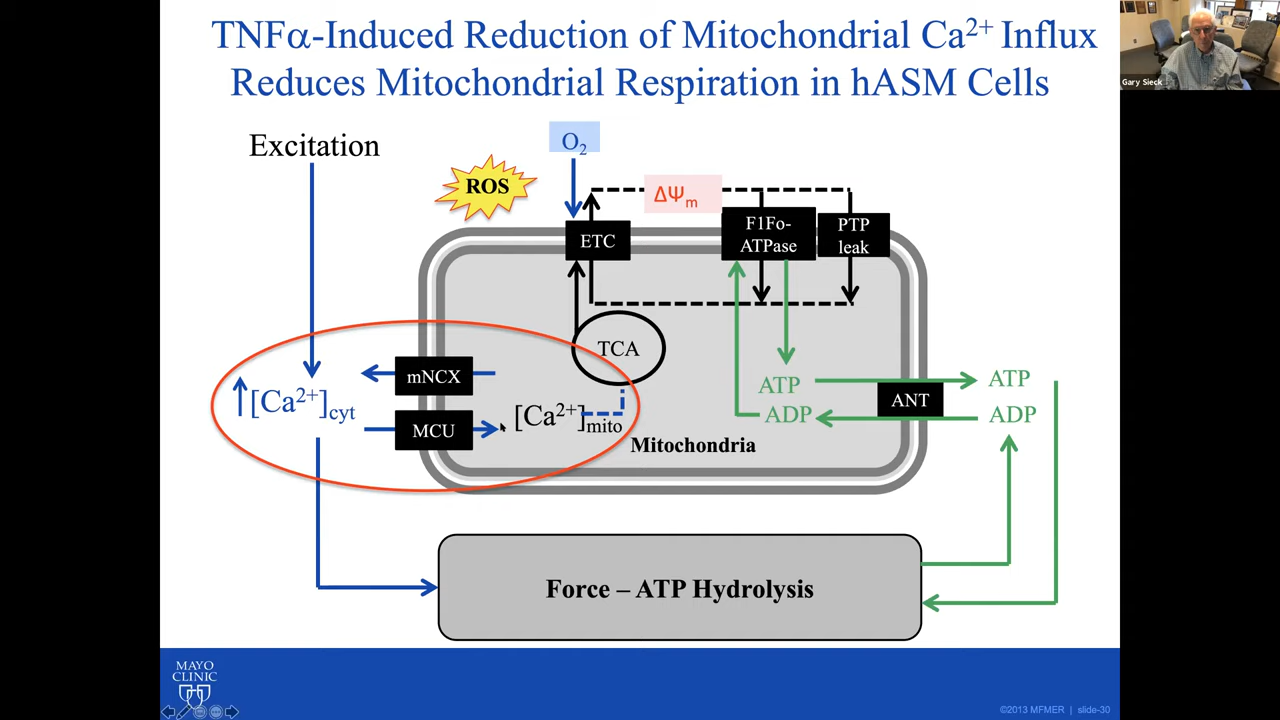 TNFα-Induced Reduction of Mitochondrial Ca²⁺ Influx
Reduces Mitochondrial Respiration in hASM Cells
Gary Sieck
Excitation
O₂
ROS
ΔΨₘ
ETC
F1Fo-
ATPase
PTP
leak
TCA
mNCX
↑[Ca²⁺]cyt
MCU
[Ca²⁺]mito
Mitochondria
ATP
ADP
ANT
ATP
ADP
Force – ATP Hydrolysis
MAYO
CLINIC
©2013 MFMER | slide-30